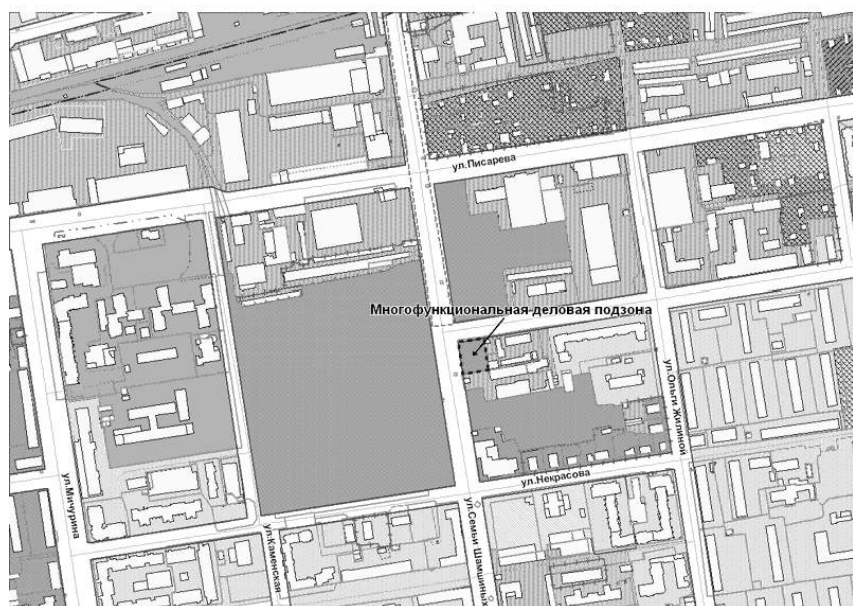 ул.Писарева
Многофункциональная деловая подзона
ул.Ольги Жилиной
ул.Некрасова
ул.Мичурина
ул.Каменская
ул.Семьи Шамшиных